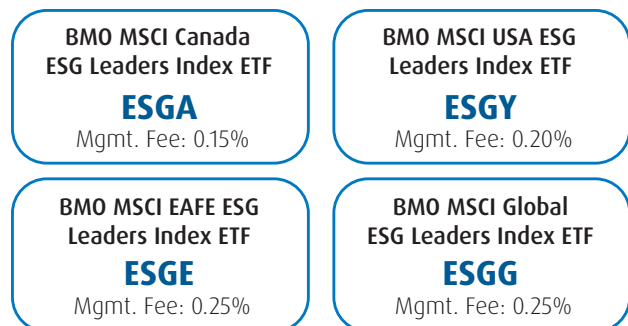 BMO MSCI Canada
ESG Leaders Index ETF
ESGA
Mgmt. Fee: 0.15%
BMO MSCI USA ESG
Leaders Index ETF
ESGY
Mgmt. Fee: 0.20%
BMO MSCI EAFE ESG
Leaders Index ETF
ESGE
Mgmt. Fee: 0.25%
BMO MSCI Global
ESG Leaders Index ETF
ESGG
Mgmt. Fee: 0.25%